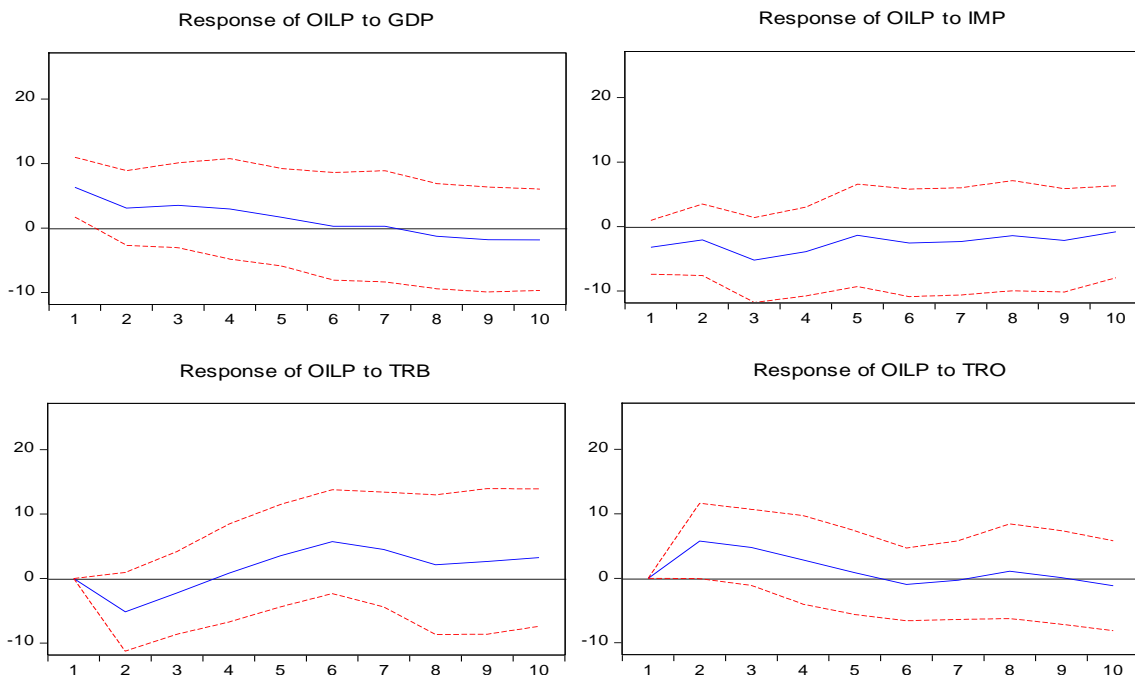 Response of OILP to GDP
20
10
0
-10
1 2 3 4 5 6 7 8 9 10
Response of OILP to IMP
20
10
0
-10
1 2 3 4 5 6 7 8 9 10
Response of OILP to TRB
20
10
0
-10
1 2 3 4 5 6 7 8 9 10
Response of OILP to TRO
20
10
0
-10
1 2 3 4 5 6 7 8 9 10